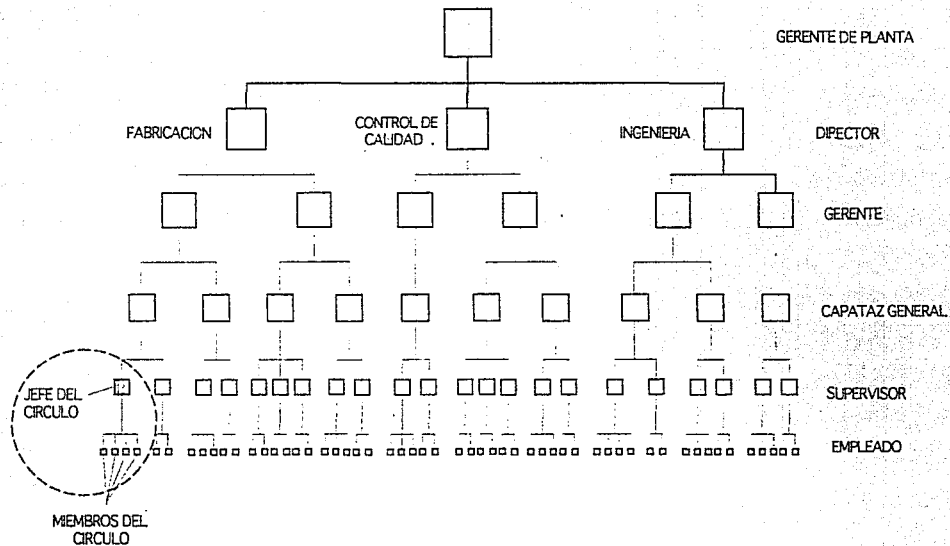 GERENTE DE PLANTA
FABRICACION
CONTROL DE
CALIDAD
INGENIERIA
DIPECTOR
GERENTE
CAPATAZ GENERAL
JEFE DEL
CIRCULO
SUPERVISOR
EMPLEADO
MIEMBROS DEL
CIRCULO